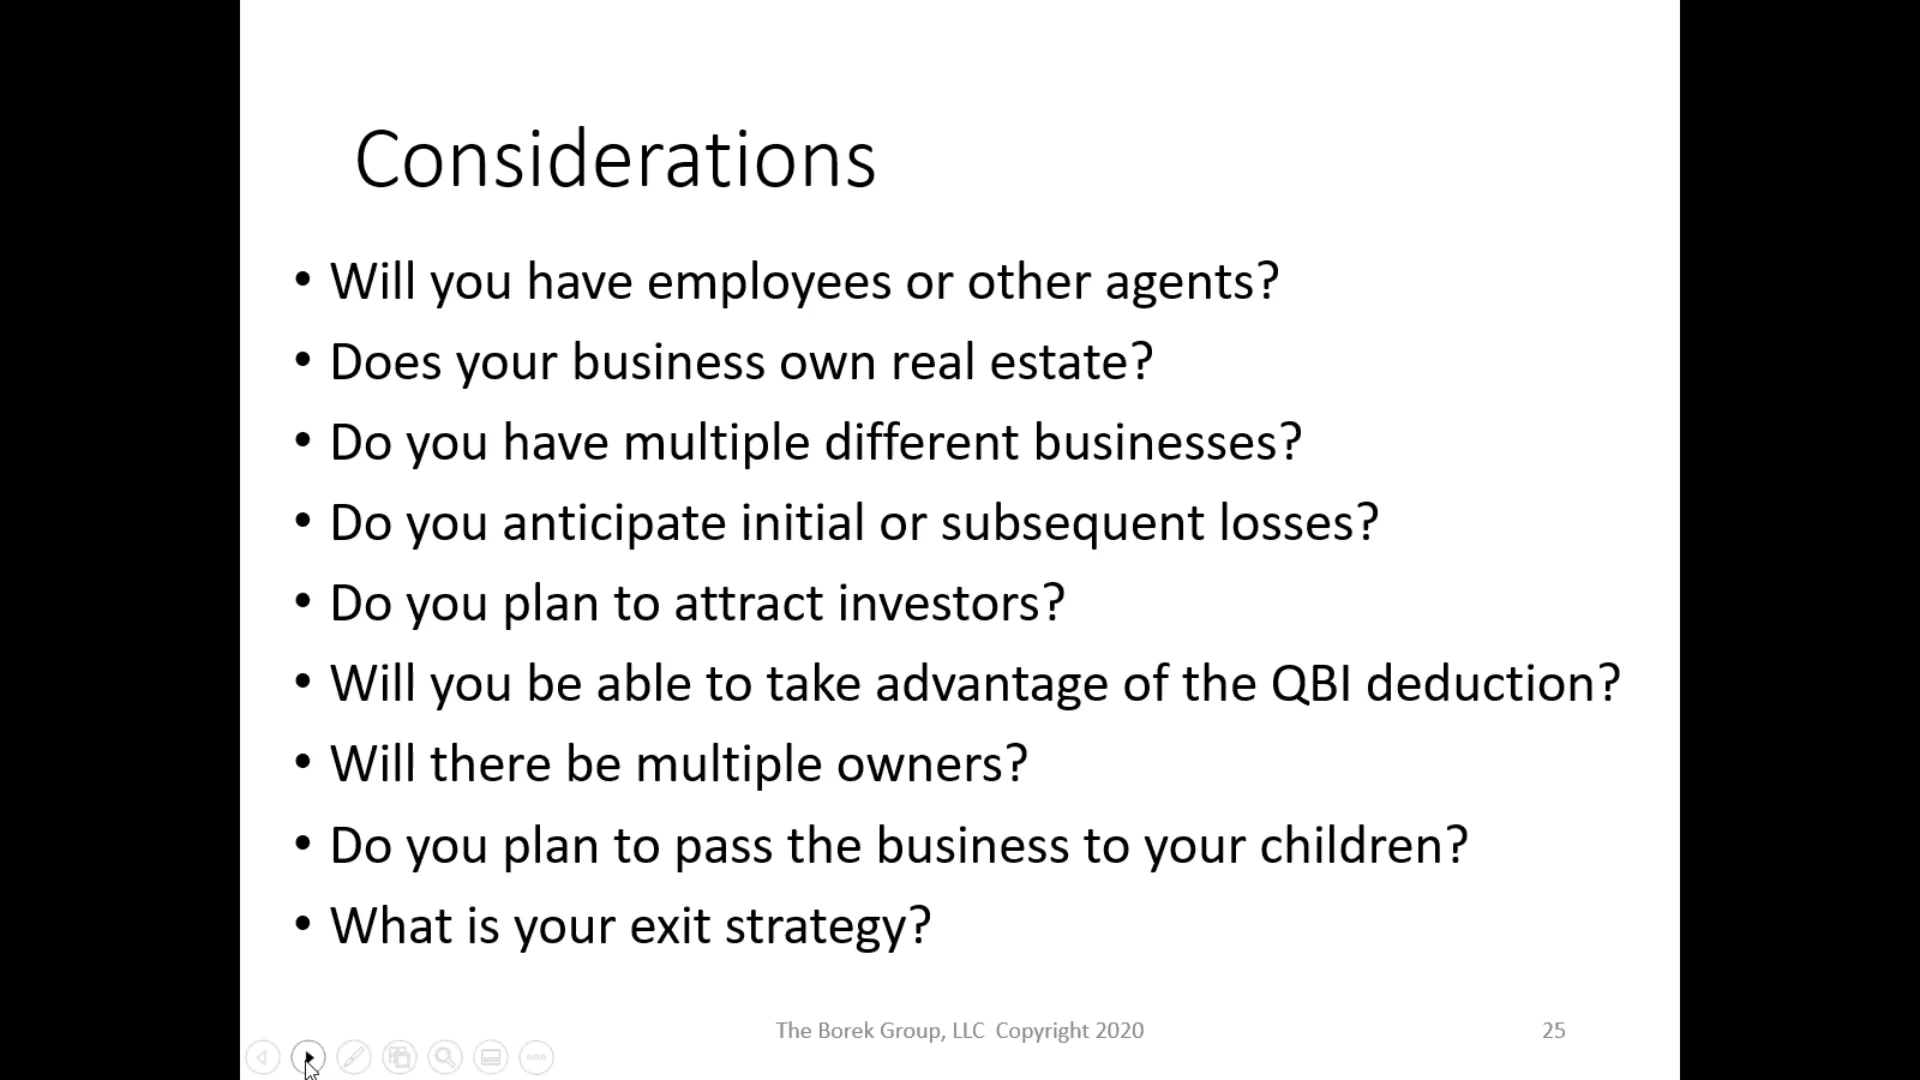 Considerations
• Will you have employees or other agents?
• Does your business own real estate?
• Do you have multiple different businesses?
• Do you anticipate initial or subsequent losses?
• Do you plan to attract investors?
• Will you be able to take advantage of the QBI deduction?
• Will there be multiple owners?
• Do you plan to pass the business to your children?
• What is your exit strategy?
The Borek Group, LLC  Copyright 2020
25